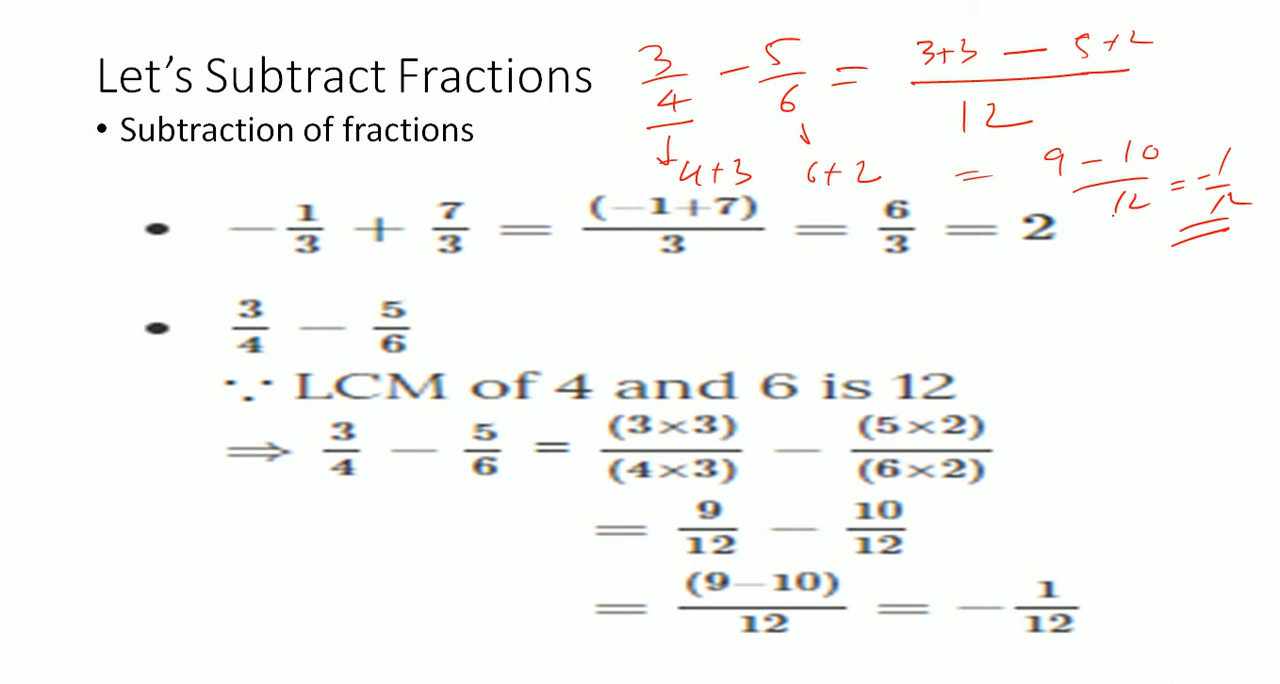 Let's Subtract Fractions
• Subtraction of fractions
3/4 - 5/6 = (3+3 - 5+2)/12
4+3 6+2 = (9-10)/12 = -1/12
• -1/3 + 7/3 = (-1+7)/3 = 6/3 = 2
• 3/4 - 5/6
∵ LCM of 4 and 6 is 12
⇒ 3/4 - 5/6 = (3×3)/(4×3) - (5×2)/(6×2)
= 9/12 - 10/12
= (9-10)/12 = -1/12